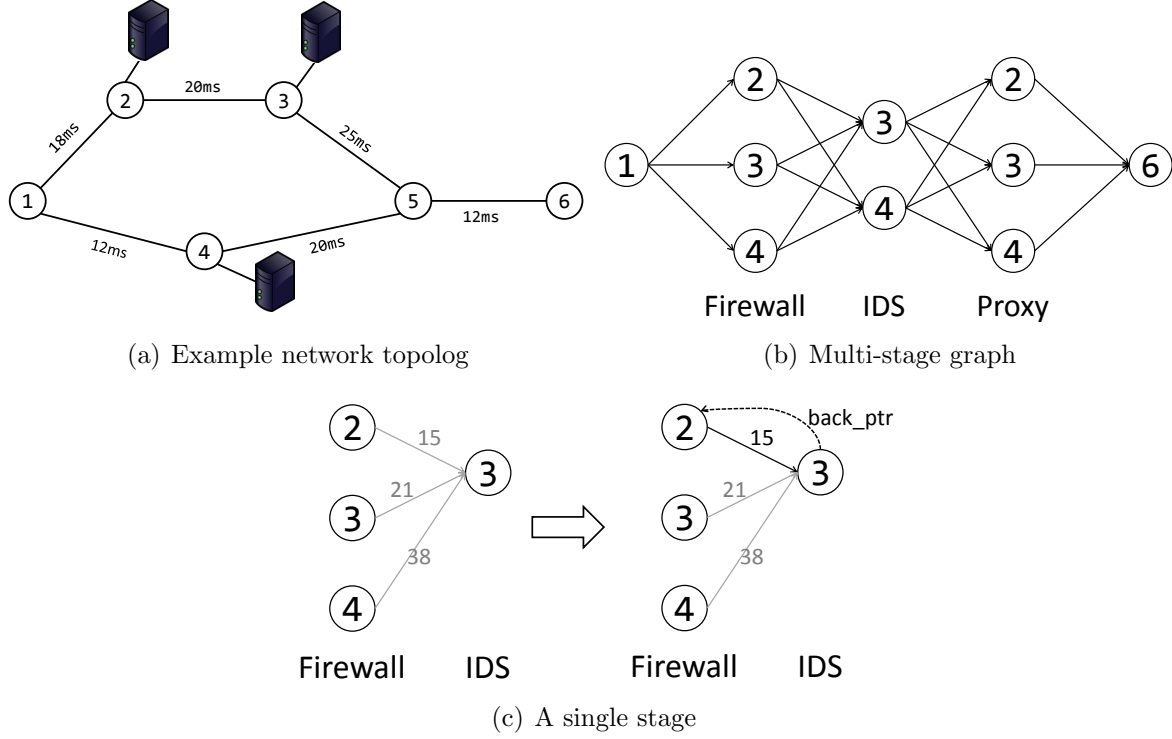 2
20ms
3
18ms
25ms
1
5
12ms
6
12ms
4
20ms
(a) Example network topolog
2
2
3
1
3
3
6
4
4
4
Firewall IDS Proxy
(b) Multi-stage graph
2
15
3
21
3
38
4
Firewall IDS
back_ptr
2
15
3
21
3
38
4
Firewall IDS
(c) A single stage